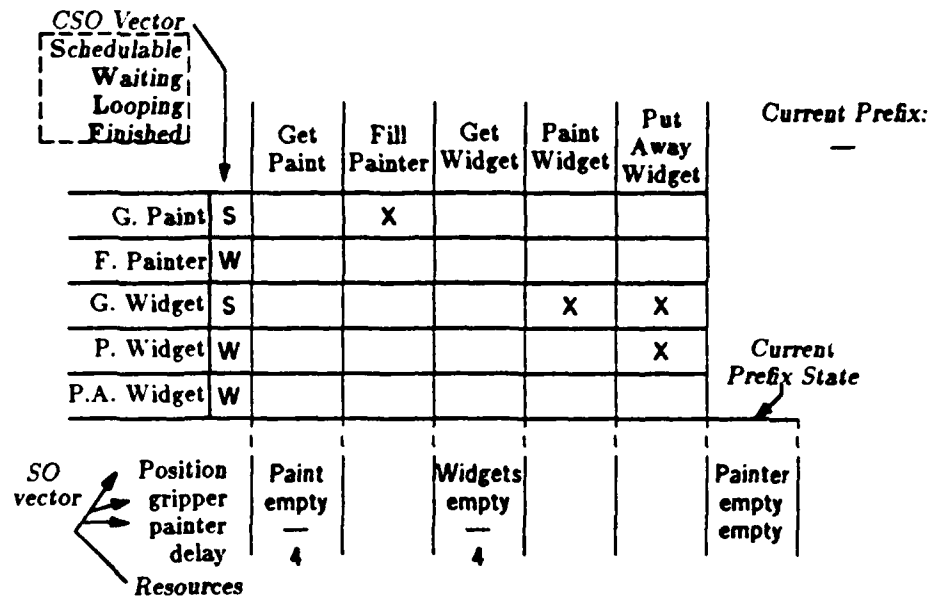 CSO Vector
Schedulable
Waiting
Looping
Finished
Get Paint
Fill Painter
Get Widget
Paint Widget
Put Away Widget
Current Prefix:
—
G. Paint S X
F. Painter W
G. Widget S X X
P. Widget W X
P.A. Widget W
Current
Prefix State
SO
vector
Position Paint Widgets Painter
gripper empty empty empty
painter — — empty
delay 4 4
Resources